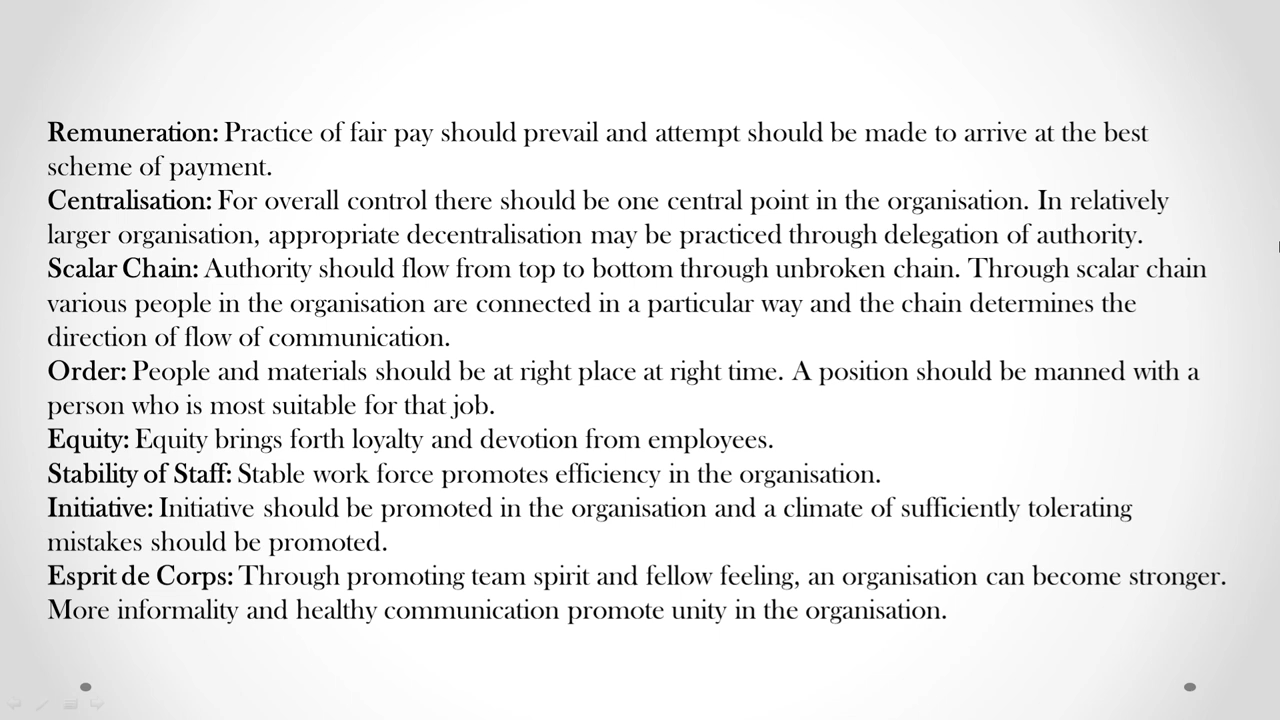 Remuneration: Practice of fair pay should prevail and attempt should be made to arrive at the best
scheme of payment.
Centralisation: For overall control there should be one central point in the organisation. In relatively
larger organisation, appropriate decentralisation may be practiced through delegation of authority.
Scalar Chain: Authority should flow from top to bottom through unbroken chain. Through scalar chain
various people in the organisation are connected in a particular way and the chain determines the
direction of flow of communication.
Order: People and materials should be at right place at right time. A position should be manned with a
person who is most suitable for that job.
Equity: Equity brings forth loyalty and devotion from employees.
Stability of Staff: Stable work force promotes efficiency in the organisation.
Initiative: Initiative should be promoted in the organisation and a climate of sufficiently tolerating
mistakes should be promoted.
Esprit de Corps: Through promoting team spirit and fellow feeling, an organisation can become stronger.
More informality and healthy communication promote unity in the organisation.